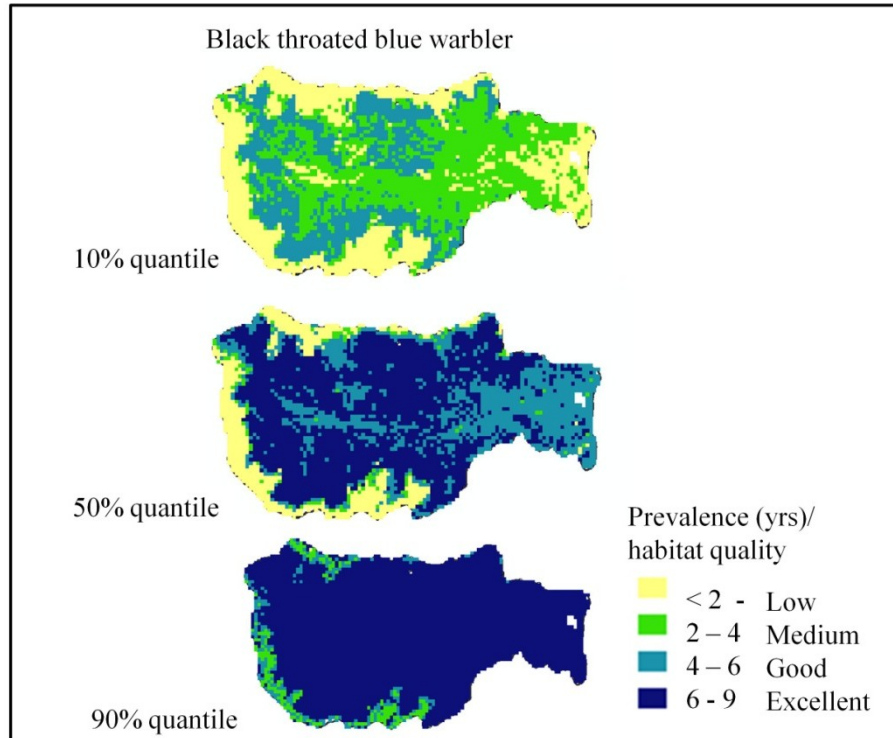 Black throated blue warbler
10% quantile
50% quantile
Prevalence (yrs)/
habitat quality
< 2 - Low
2 – 4 Medium
4 – 6 Good
6 - 9 Excellent
90% quantile